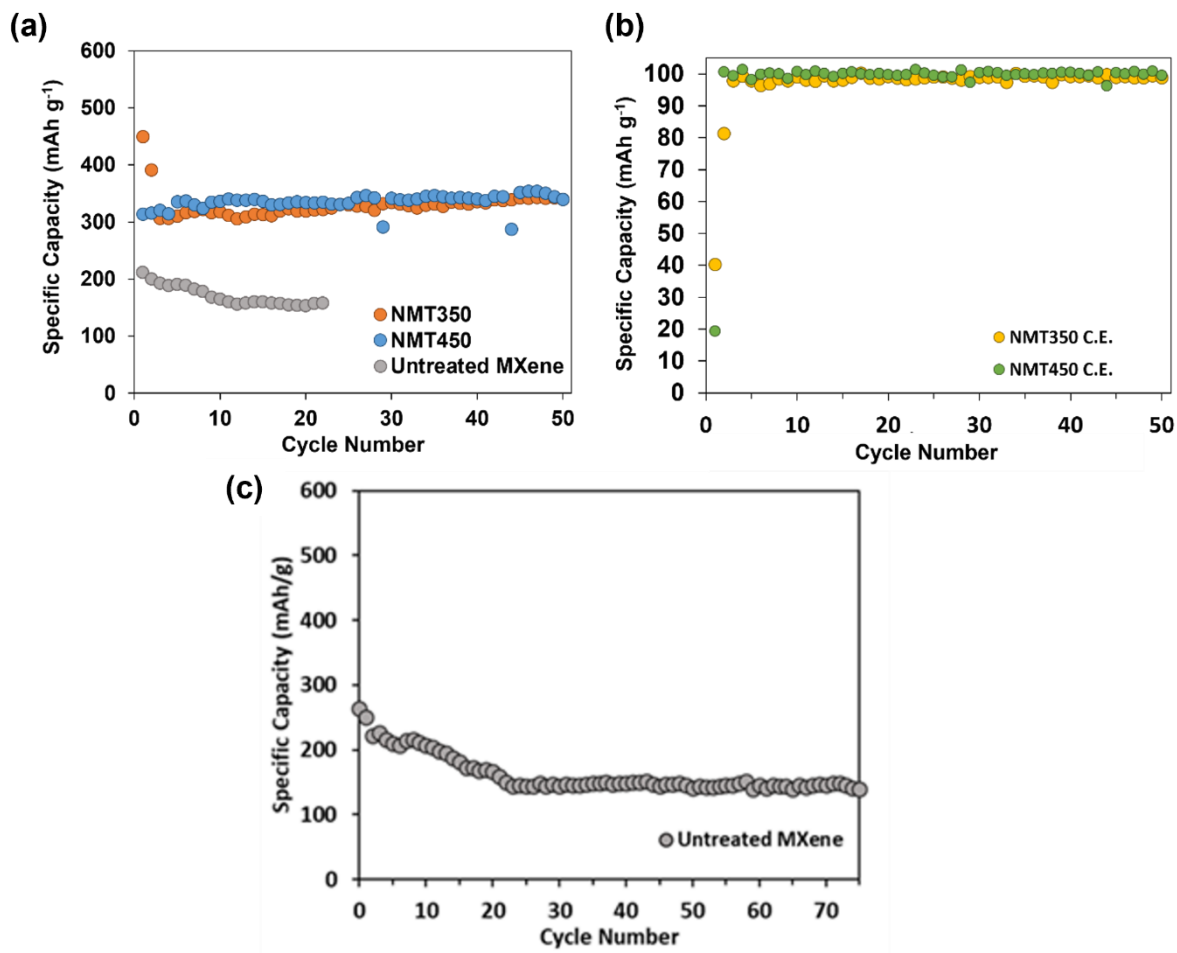 (a)
Specific Capacity (mAh g⁻¹)
600
500
400
300
200
100
0
0 10 20 30 40 50
Cycle Number
NMT350
NMT450
Untreated MXene
(b)
Specific Capacity (mAh g⁻¹)
100
90
80
70
60
50
40
30
20
10
0
0 10 20 30 40 50
Cycle Number
NMT350 C.E.
NMT450 C.E.
(c)
Specific Capacity (mAh/g)
600
500
400
300
200
100
0
0 10 20 30 40 50 60 70
Cycle Number
Untreated MXene